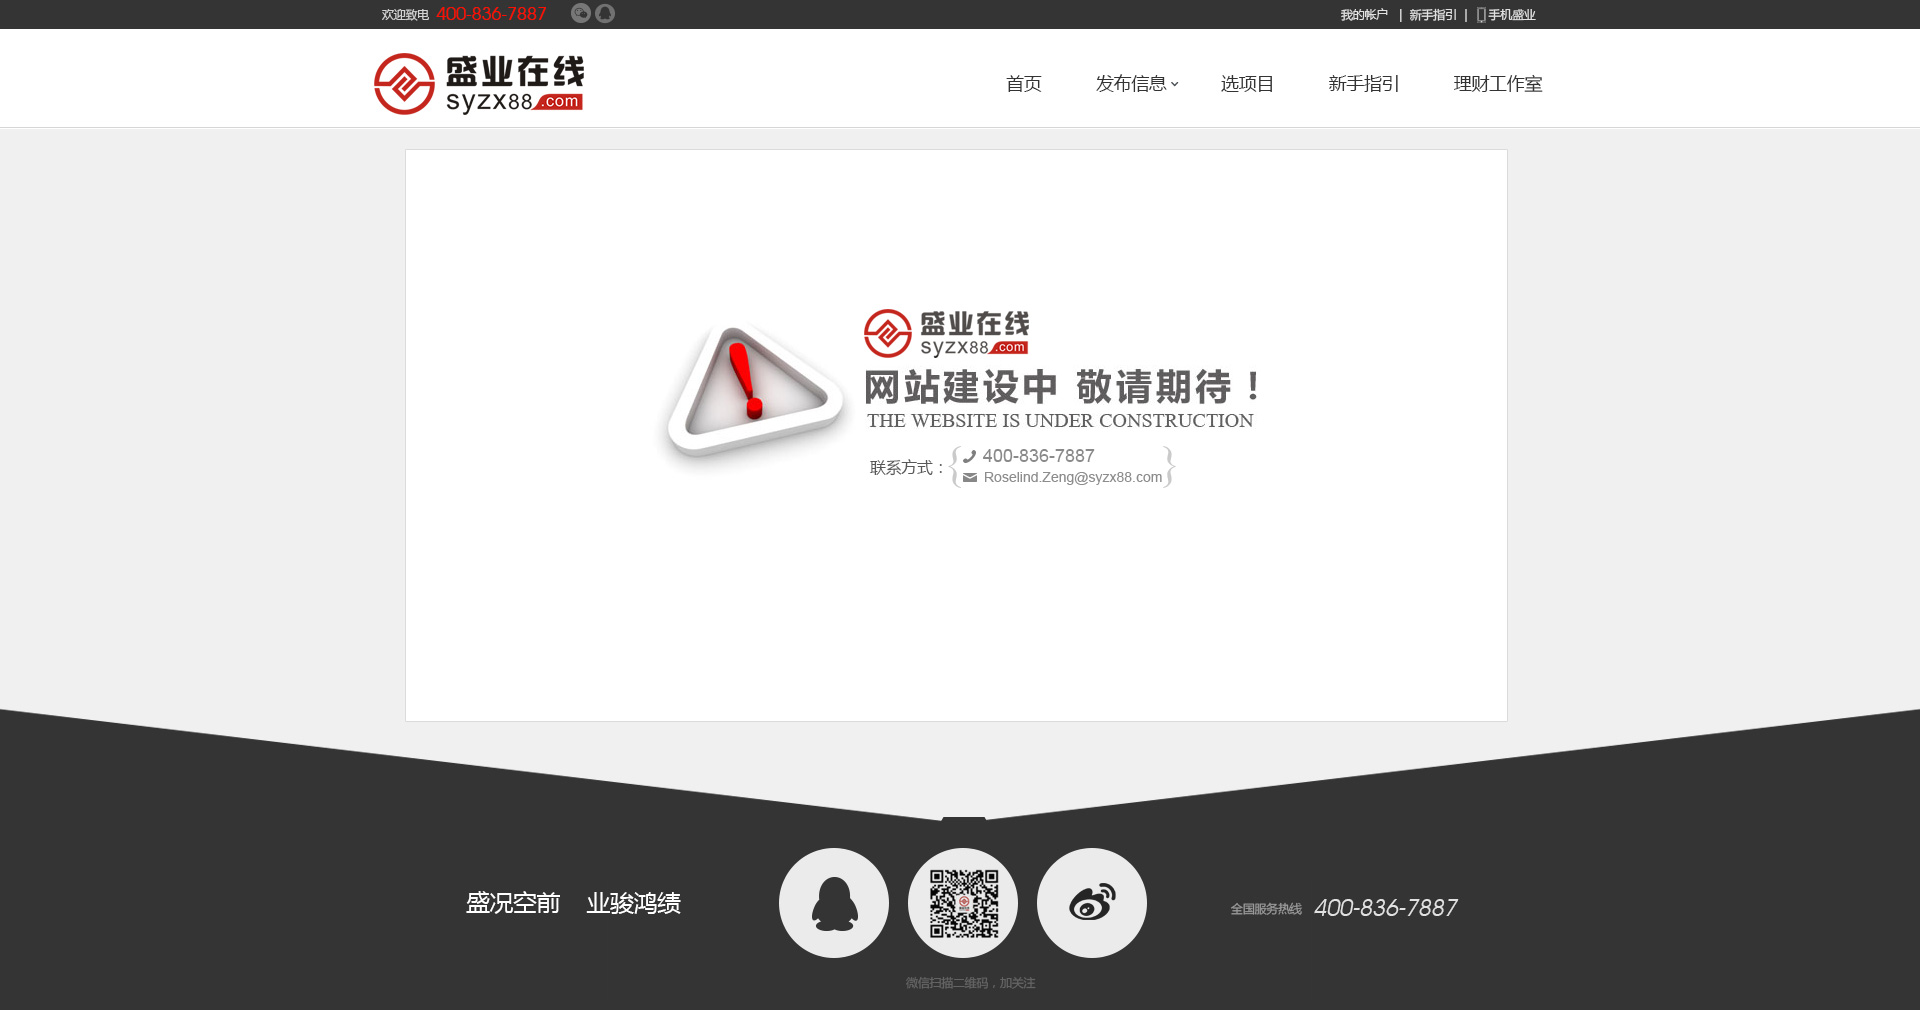 欢迎致电 400-836-7887
我的帐户 | 新手指引 | 手机盛业
盛业在线
syzx88.com
首页 发布信息 选项目 新手指引 理财工作室
盛业在线
syzx88.com
网站建设中 敬请期待！
THE WEBSITE IS UNDER CONSTRUCTION
联系方式：
400-836-7887
Roselind.Zeng@syzx88.com
盛况空前 业骏鸿绩
全国服务热线 400-836-7887
微信扫描二维码，加关注